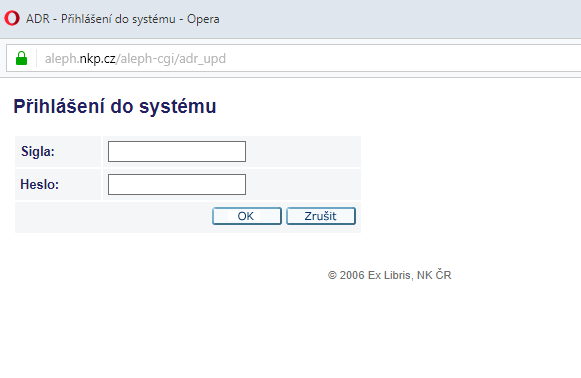 ADR - Přihlášení do systému - Opera
aleph.nkp.cz/aleph-cgi/adr_upd
Přihlášení do systému
Sigla:
Heslo:
OK Zrušit
© 2006 Ex Libris, NK ČR